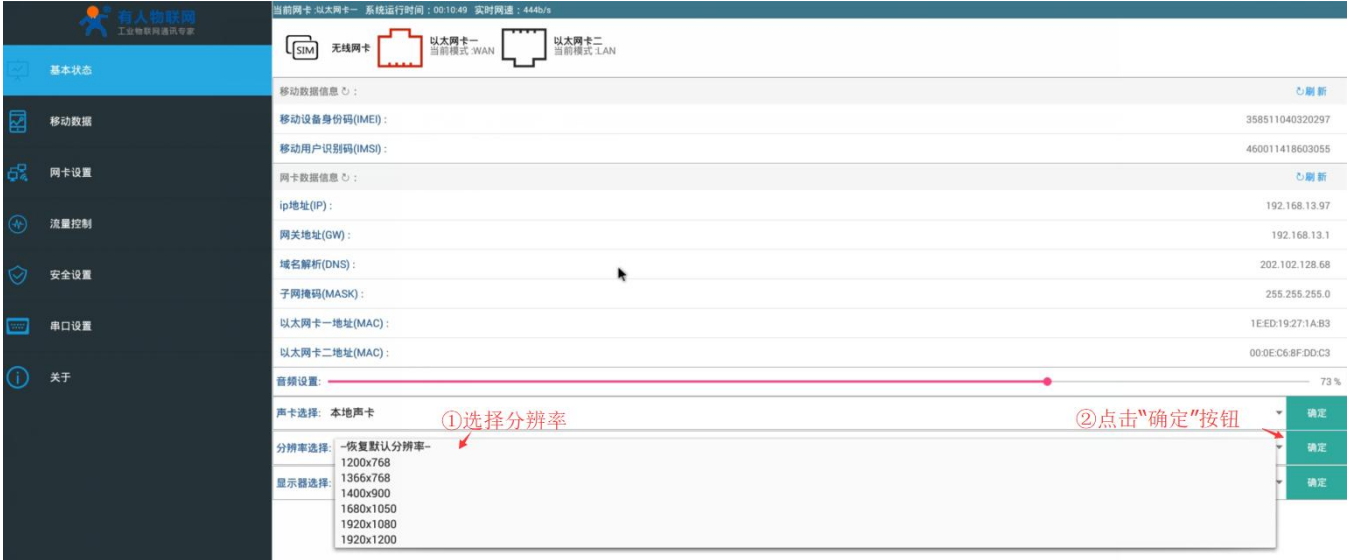 有人物联网
工业物联网通讯专家
基本状态
移动数据
网卡设置
流量控制
安全设置
串口设置
关于
当前网卡:以太网卡一 系统运行时间：00:10:49 实时网速：444b/s
SIM 无线网卡
以太网卡一
当前模式:WAN
以太网卡二
当前模式:LAN
移动数据信息 ↻ : ↻刷新
移动设备身份码(IMEI) : 358511040320297
移动用户识别码(IMSI) : 460011418603055
网卡数据信息 ↻ : ↻刷新
ip地址(IP) : 192.168.13.97
网关地址(GW) : 192.168.13.1
域名解析(DNS) : 202.102.128.68
子网掩码(MASK) : 255.255.255.0
以太网卡一地址(MAC) : 1E:ED:19:27:1A:B3
以太网卡二地址(MAC) : 00:0E:C6:8F:DD:C3
音频设置: 73 %
声卡选择: 本地声卡 确定
①选择分辨率
②点击“确定”按钮
分辨率选择: –恢复默认分辨率– 确定
1200x768
显示器选择: 1366x768 确定
1400x900
1680x1050
1920x1080
1920x1200